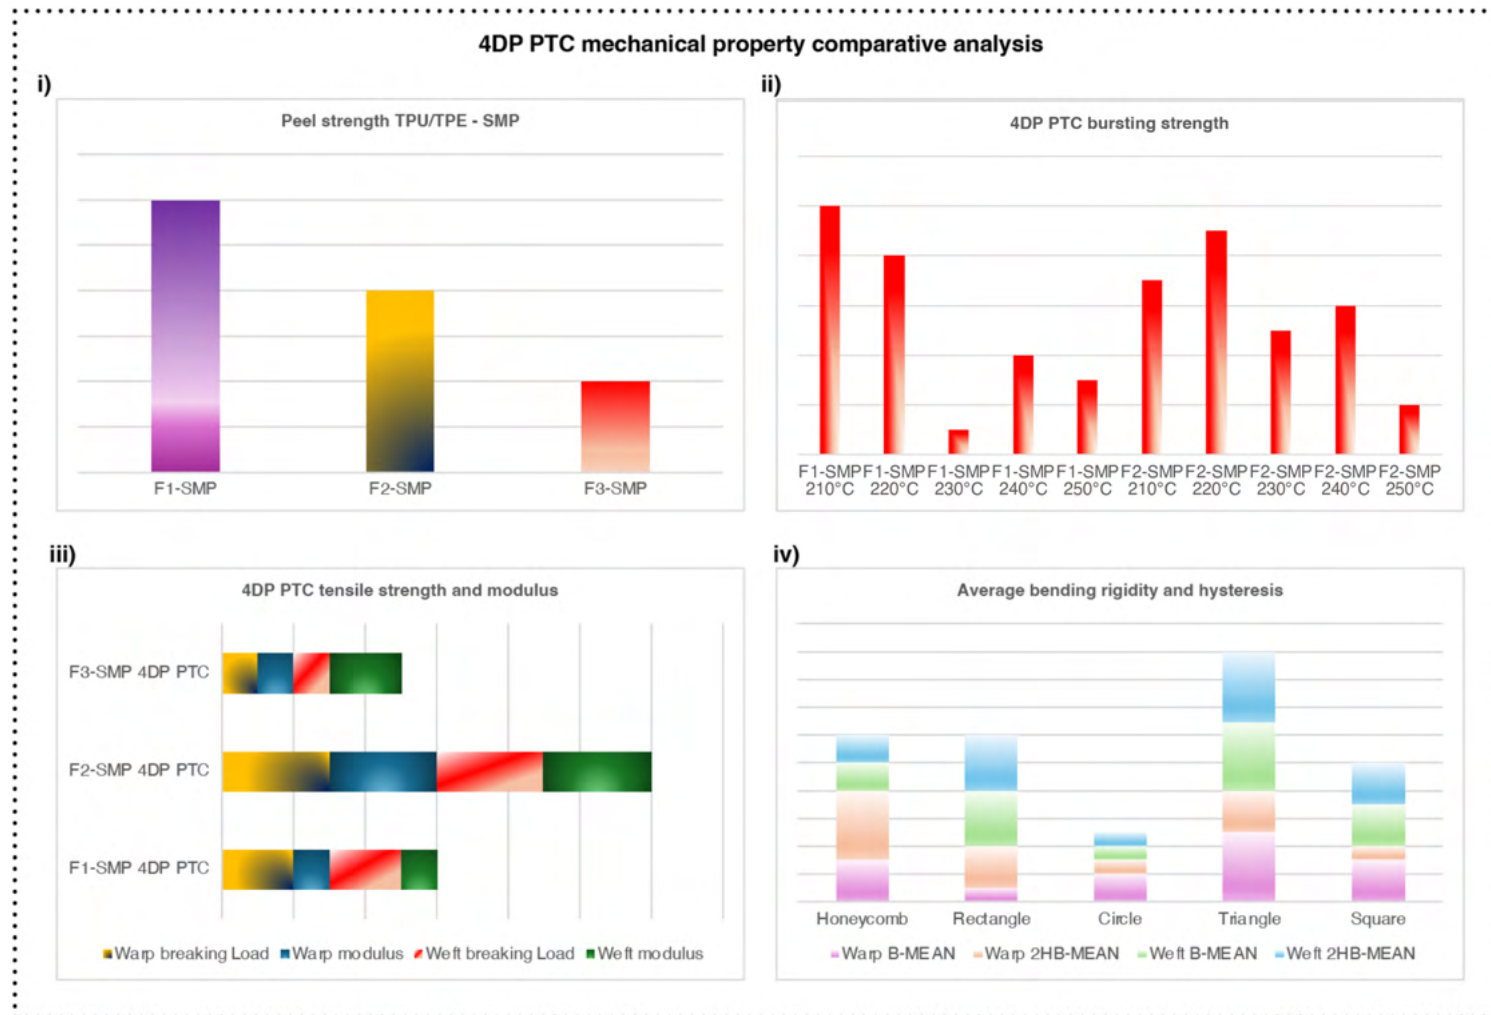 4DP PTC mechanical property comparative analysis
i)
Peel strength TPU/TPE - SMP
F1-SMP F2-SMP F3-SMP
ii)
4DP PTC bursting strength
F1-SMP F1-SMP F1-SMP F1-SMP F1-SMP F2-SMP F2-SMP F2-SMP F2-SMP F2-SMP
210°C 220°C 230°C 240°C 250°C 210°C 220°C 230°C 240°C 250°C
iii)
4DP PTC tensile strength and modulus
F3-SMP 4DP PTC
F2-SMP 4DP PTC
F1-SMP 4DP PTC
Warp breaking Load Warp modulus Weft breaking Load Weft modulus
iv)
Average bending rigidity and hysteresis
Honeycomb Rectangle Circle Triangle Square
Warp B-MEAN Warp 2HB-MEAN Weft B-MEAN Weft 2HB-MEAN